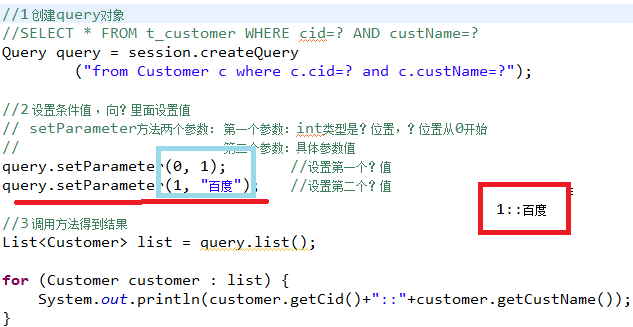 //1创建query对象
//SELECT * FROM t_customer WHERE cid=? AND custName=?
Query query = session.createQuery
("from Customer c where c.cid=? and c.custName=?");
//2 设置条件值,向?里面设置值
// setParameter方法两个参数: 第一个参数: int类型是?位置,?位置从0开始
// 第二个参数: 具体参数值
query.setParameter(0, 1); //设置第一个?值
query.setParameter(1, "百度"); //设置第二个?值
1::百度
//3调用方法得到结果
List<Customer> list = query.list();
for (Customer customer : list) {
System.out.println(customer.getCid()+"::"+customer.getCustName());
}